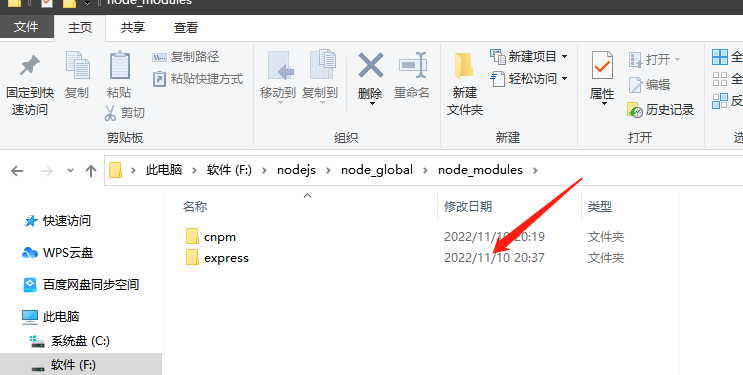 node_modules
文件 主页 共享 查看
固定到快速访问
复制
粘贴
复制路径
粘贴快捷方式
剪切
剪贴板
移动到
复制到
删除
重命名
组织
新建文件夹
新建项目
轻松访问
新建
属性
打开
编辑
历史记录
打开
全
全
反
此电脑 软件 (F:) nodejs node_global node_modules
名称 修改日期 类型
cnpm 2022/11/10 20:19 文件夹
express 2022/11/10 20:37 文件夹
快速访问
WPS云盘
百度网盘同步空间
此电脑
系统盘 (C:)
软件 (F:)